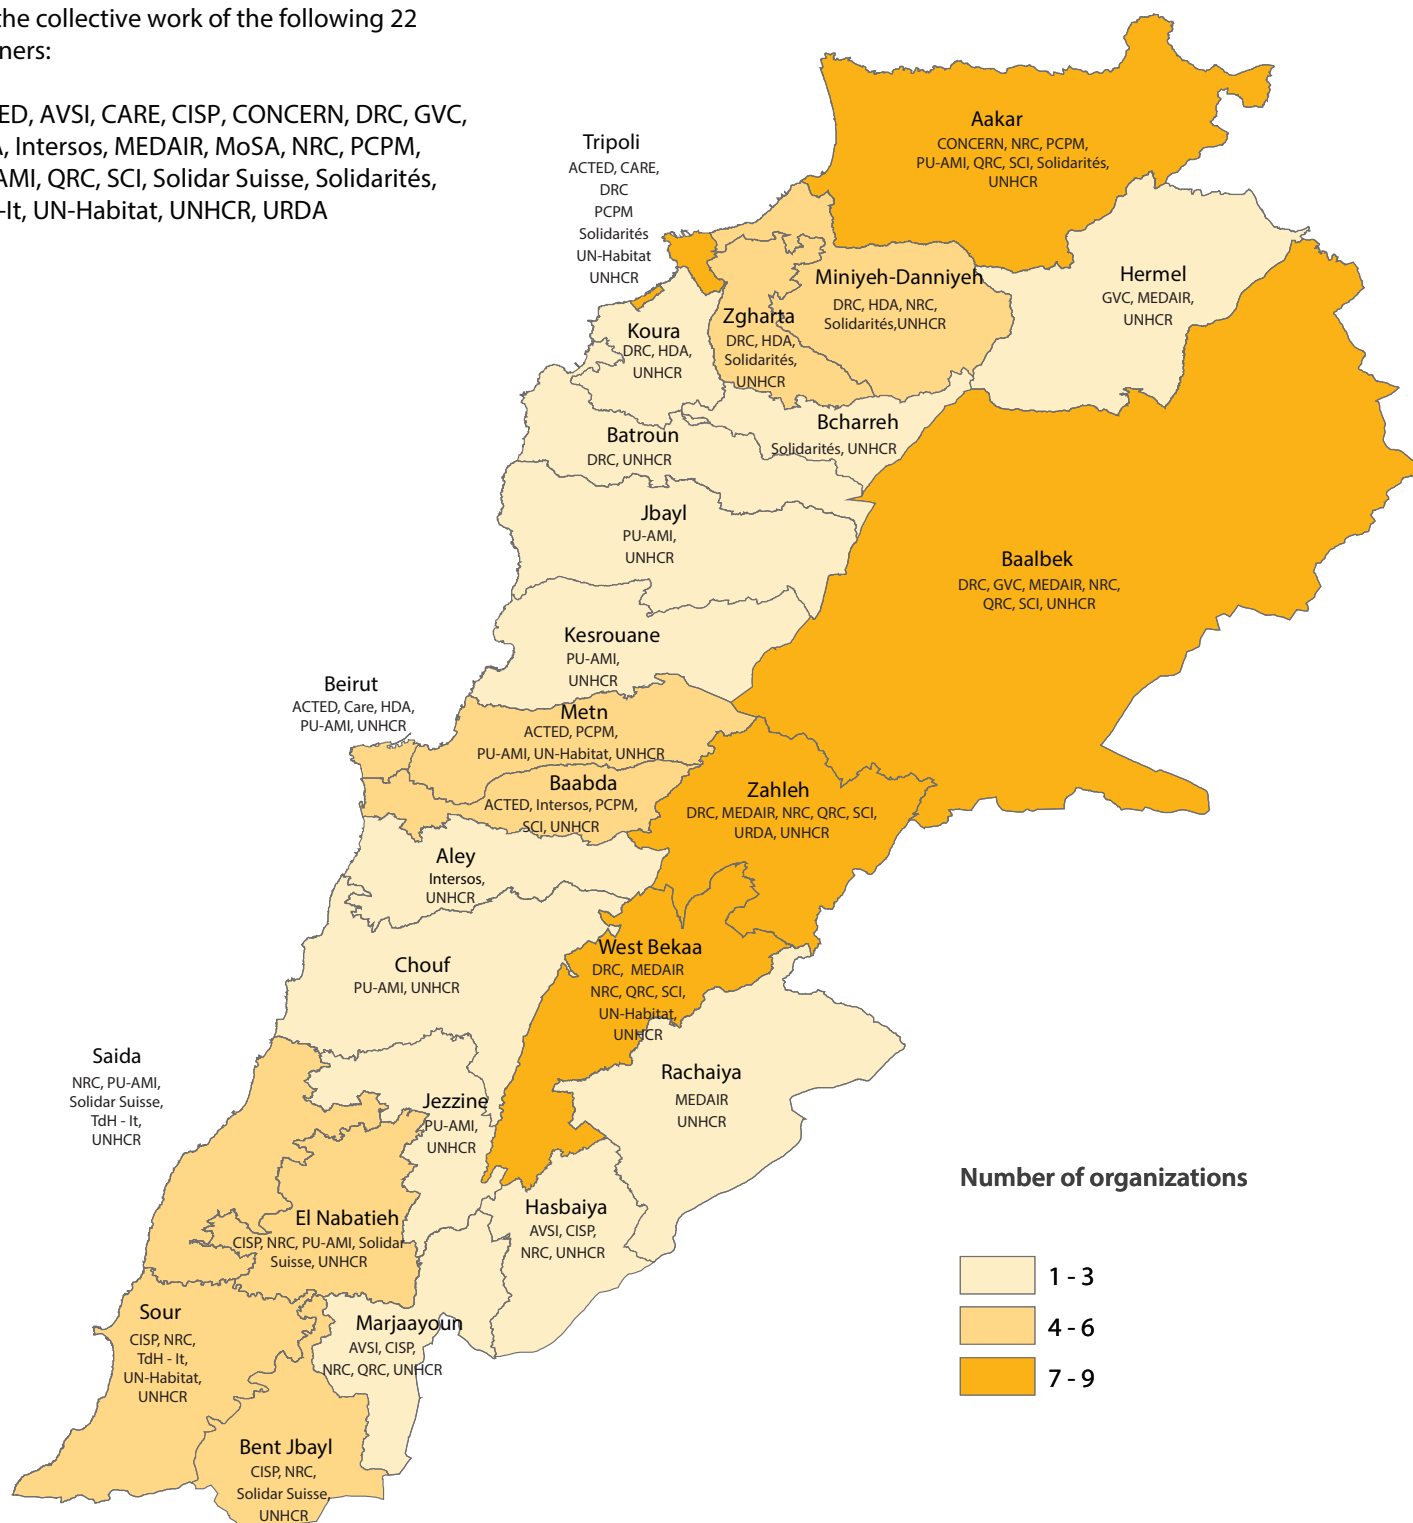 the collective work of the following 22
ners:
ED, AVSI, CARE, CISP, CONCERN, DRC, GVC,
A, Intersos, MEDAIR, MoSA, NRC, PCPM,
AMI, QRC, SCI, Solidar Suisse, Solidarités,
-It, UN-Habitat, UNHCR, URDA
Aakar
CONCERN, NRC, PCPM,
PU-AMI, QRC, SCI, Solidarités,
UNHCR
Tripoli
ACTED, CARE,
DRC
PCPM
Solidarités
UN-Habitat
UNHCR
Miniyeh-Danniyeh
DRC, HDA, NRC,
Solidarités,UNHCR
Hermel
GVC, MEDAIR,
UNHCR
Zgharta
DRC, HDA,
Solidarités,
UNHCR
Koura
DRC, HDA,
UNHCR
Bcharreh
Solidarités, UNHCR
Batroun
DRC, UNHCR
Jbayl
PU-AMI,
UNHCR
Baalbek
DRC, GVC, MEDAIR, NRC,
QRC, SCI, UNHCR
Kesrouane
PU-AMI,
UNHCR
Beirut
ACTED, Care, HDA,
PU-AMI, UNHCR
Metn
ACTED, PCPM,
PU-AMI, UN-Habitat, UNHCR
Baabda
ACTED, Intersos, PCPM,
SCI, UNHCR
Zahleh
DRC, MEDAIR, NRC, QRC, SCI,
URDA, UNHCR
Aley
Intersos,
UNHCR
Chouf
PU-AMI, UNHCR
West Bekaa
DRC, MEDAIR
NRC, QRC, SCI,
UN-Habitat,
UNHCR
Saida
NRC, PU-AMI,
Solidar Suisse,
TdH - It,
UNHCR
Rachaiya
MEDAIR
UNHCR
Jezzine
PU-AMI,
UNHCR
Hasbaiya
AVSI, CISP,
NRC, UNHCR
El Nabatieh
CISP, NRC, PU-AMI, Solidar
Suisse, UNHCR
Sour
CISP, NRC,
TdH - It,
UN-Habitat,
UNHCR
Marjaayoun
AVSI, CISP,
NRC, QRC, UNHCR
Bent Jbayl
CISP, NRC,
Solidar Suisse,
UNHCR
Number of organizations
1 - 3
4 - 6
7 - 9